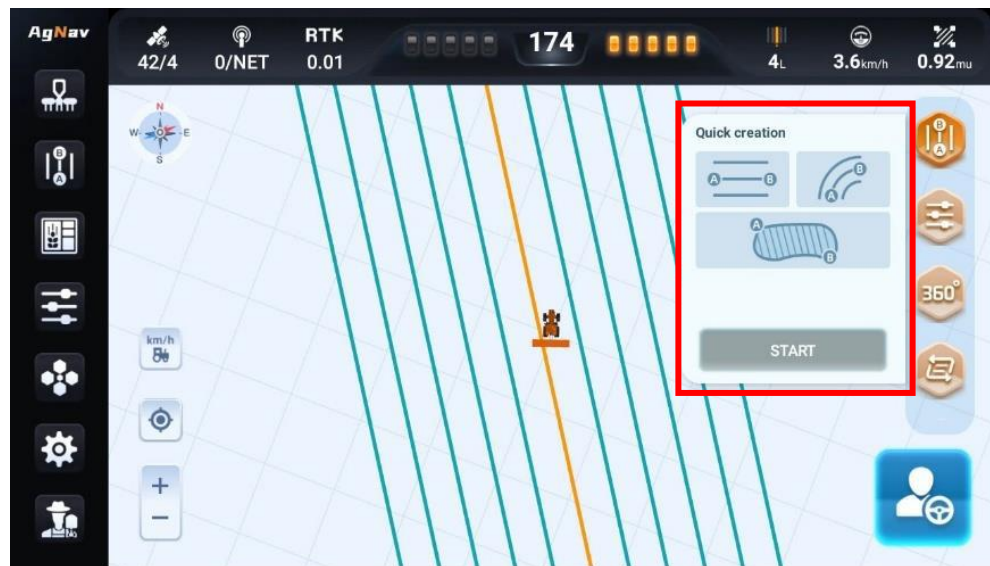 AgNav
42/4
0/NET
RTK
0.01
174
4L
3.6km/h
0.92mu
N
W E
S
Quick creation
A B
A B
A B
START
B
A
B
A
360°
km/h
+
−